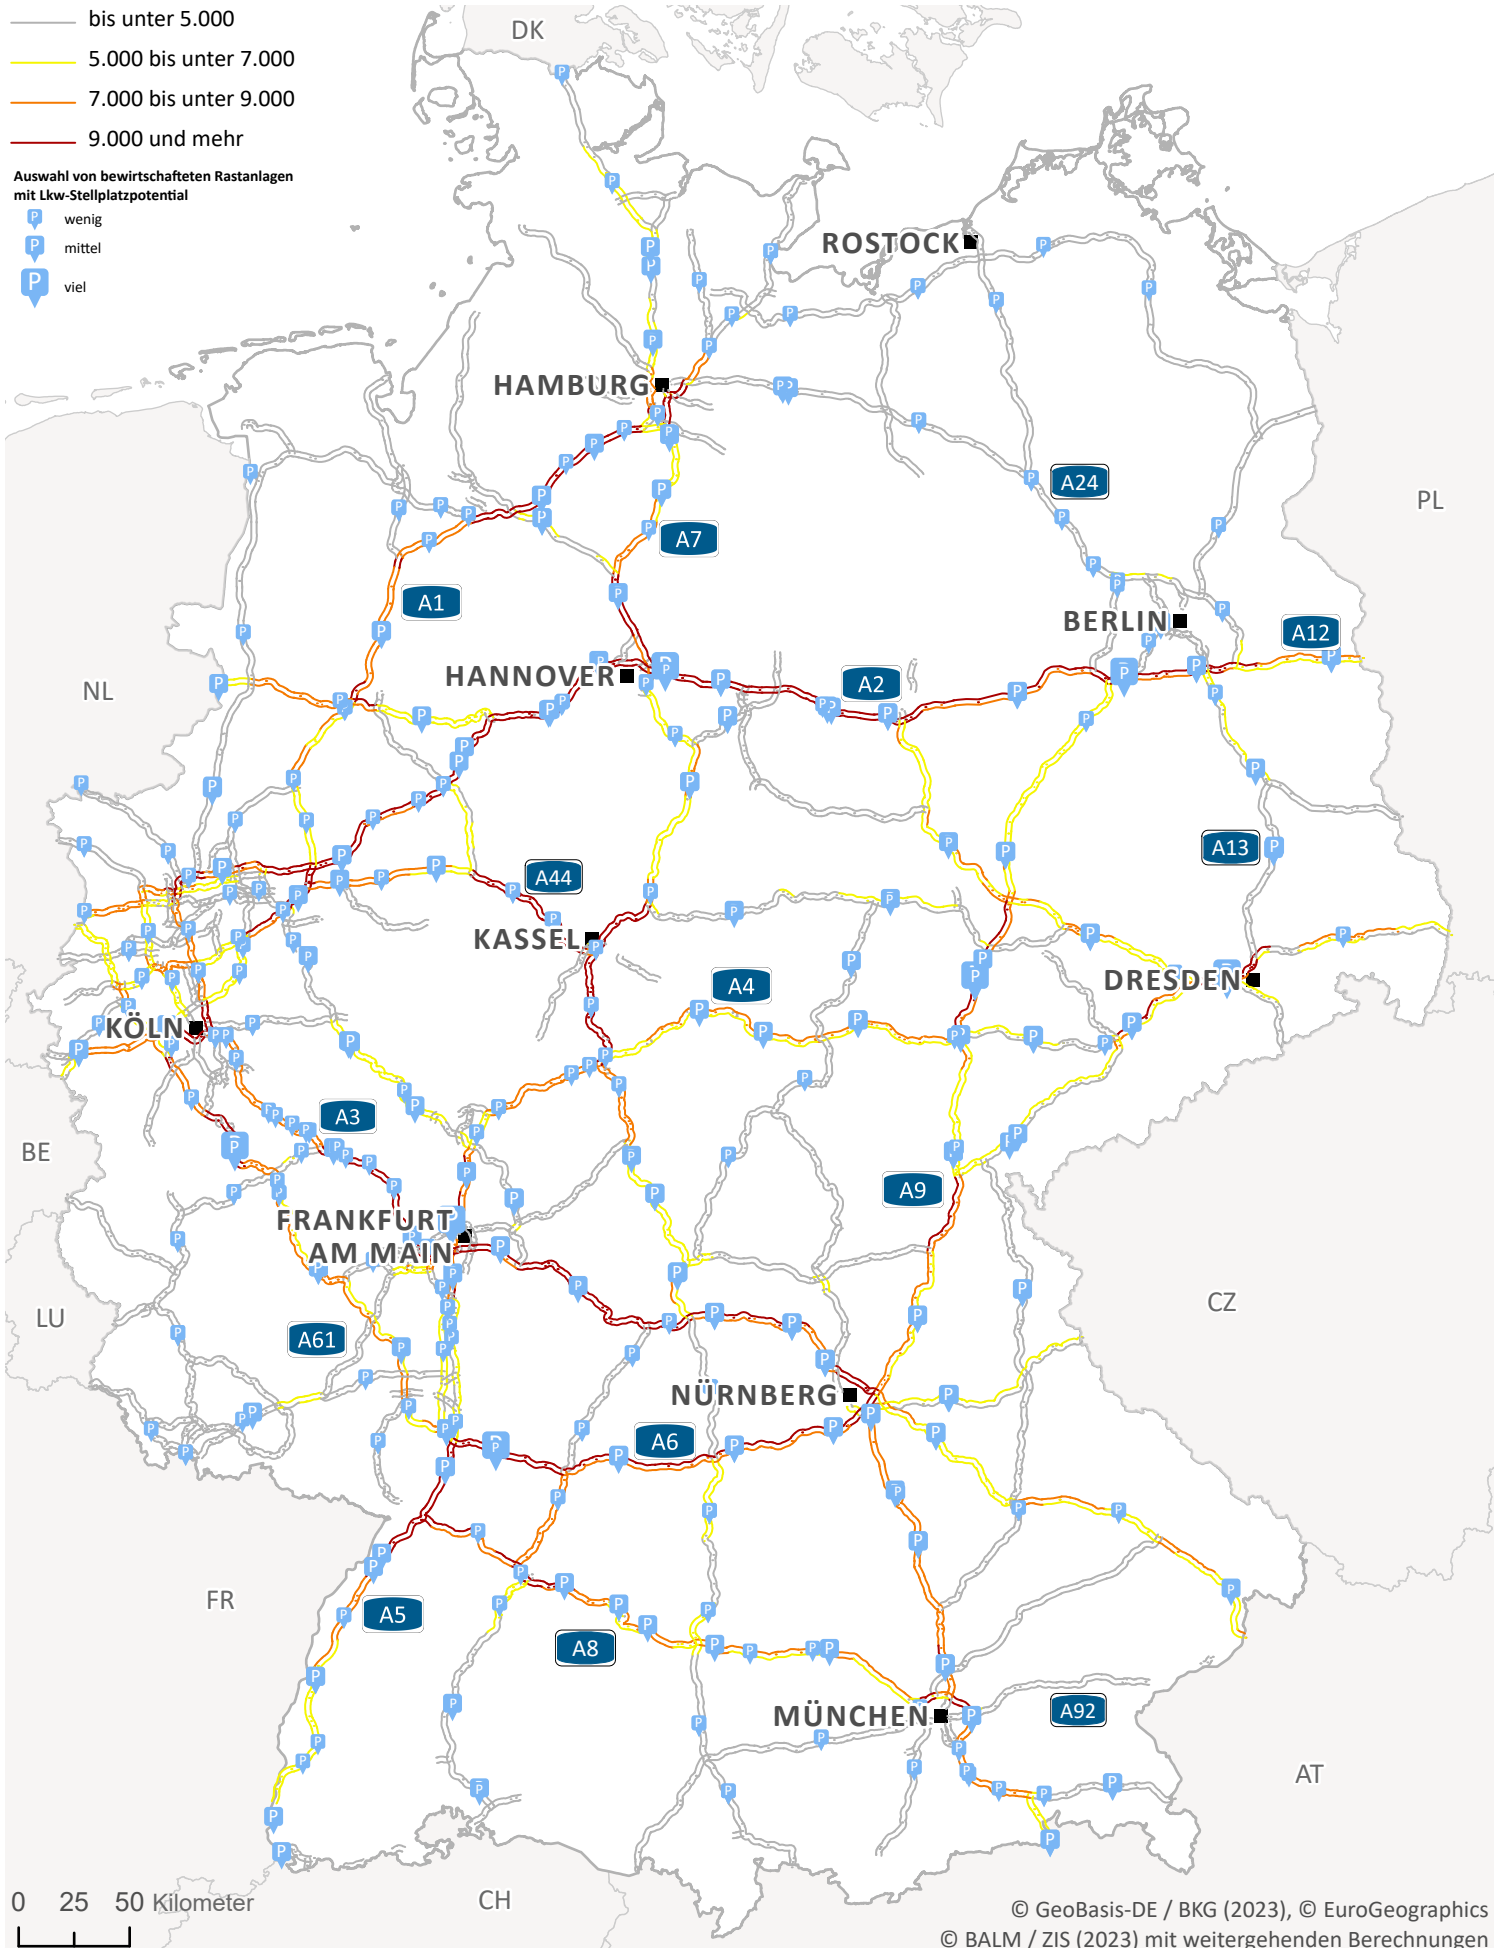 bis unter 5.000
5.000 bis unter 7.000
7.000 bis unter 9.000
9.000 und mehr
Auswahl von bewirtschafteten Rastanlagen
mit Lkw-Stellplatzpotential
P wenig
P mittel
P viel
DK
ROSTOCK
HAMBURG
A24
PL
A7
A1
BERLIN
A12
HANNOVER
NL
A2
A13
A44
KASSEL
DRESDEN
A4
KÖLN
A3
BE
A9
FRANKFURT
AM MAIN
CZ
LU
A61
NÜRNBERG
A6
FR
A5
A8
MÜNCHEN
A92
AT
0 25 50 Kilometer
CH
© GeoBasis-DE / BKG (2023), © EuroGeographics
© BALM / ZIS (2023) mit weitergehenden Berechnungen